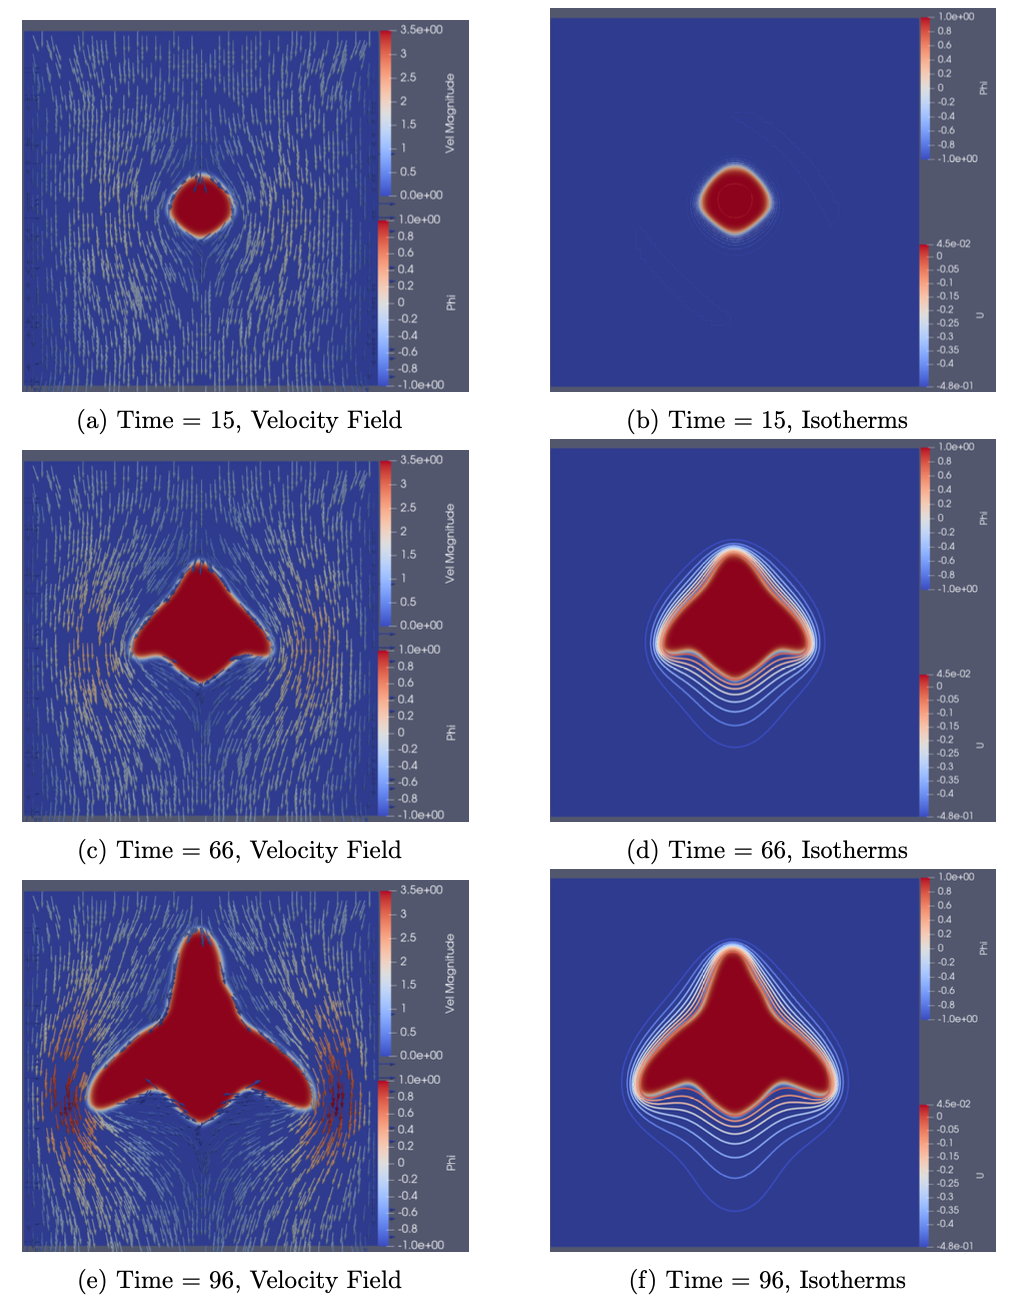 3.5e+00
3
2.5
2
1.5
1
0.5
0.0e+00
Vel Magnitude
1.0e+00
0.8
0.6
0.4
0.2
0
-0.2
-0.4
-0.6
-0.8
-1.0e+00
Phi
1.0e+00
0.8
0.6
0.4
0.2
0
-0.2
-0.4
-0.6
-0.8
-1.0e+00
Phi
4.5e-02
0
-0.05
-0.1
-0.15
-0.2
-0.25
-0.3
-0.35
-0.4
-4.8e-01
U
(a) Time = 15, Velocity Field
(b) Time = 15, Isotherms
3.5e+00
3
2.5
2
1.5
1
0.5
0.0e+00
Vel Magnitude
1.0e+00
0.8
0.6
0.4
0.2
0
-0.2
-0.4
-0.6
-0.8
-1.0e+00
Phi
1.0e+00
0.8
0.6
0.4
0.2
0
-0.2
-0.4
-0.6
-0.8
-1.0e+00
Phi
4.5e-02
0
-0.05
-0.1
-0.15
-0.2
-0.25
-0.3
-0.35
-0.4
-4.8e-01
U
(c) Time = 66, Velocity Field
(d) Time = 66, Isotherms
3.5e+00
3
2.5
2
1.5
1
0.5
0.0e+00
Vel Magnitude
1.0e+00
0.8
0.6
0.4
0.2
0
-0.2
-0.4
-0.6
-0.8
-1.0e+00
Phi
1.0e+00
0.8
0.6
0.4
0.2
0
-0.2
-0.4
-0.6
-0.8
-1.0e+00
Phi
4.5e-02
0
-0.05
-0.1
-0.15
-0.2
-0.25
-0.3
-0.35
-0.4
-4.8e-01
U
(e) Time = 96, Velocity Field
(f) Time = 96, Isotherms